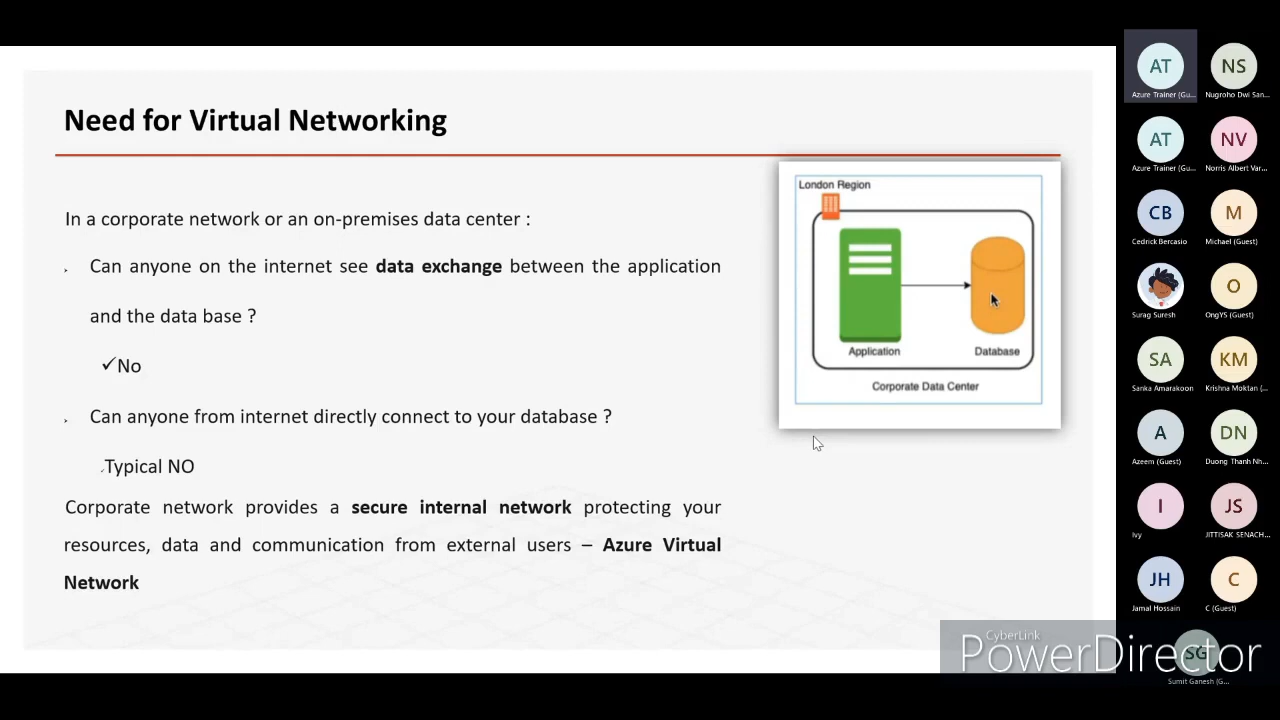 Need for Virtual Networking
In a corporate network or an on-premises data center :
Can anyone on the internet see data exchange between the application
and the data base ?
✓No
Can anyone from internet directly connect to your database ?
Typical NO
Corporate network provides a secure internal network protecting your
resources, data and communication from external users – Azure Virtual
Network
London Region
Application
Database
Corporate Data Center
AT
Azure Trainer (Gu...
NS
Nugroho Dwi San...
AT
Azure Trainer (Gu...
NV
Norris Albert Var...
CB
Cedrick Bercasio
M
Michael (Guest)
Surag Suresh
O
OngYS (Guest)
SA
Sanka Amarakoon
KM
Krishna Moktan (...
A
Azeem (Guest)
DN
Duong Thanh Nh...
I
Ivy
JS
JITTISAK SENACH...
JH
Jamal Hossain
C
C (Guest)
SG
Sumit Ganesh (G...
CyberLink
PowerDirector